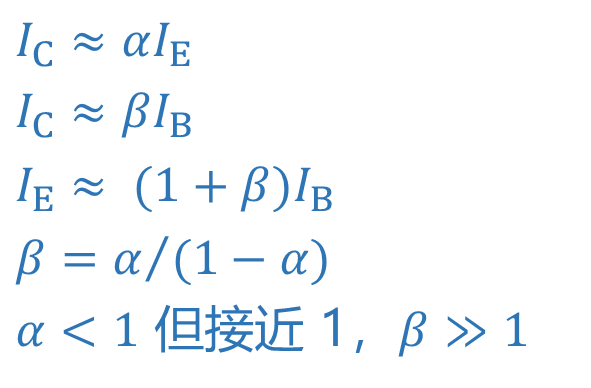 I_C ≈ αI_E
I_C ≈ βI_B
I_E ≈ (1 + β)I_B
β = α/(1 − α)
α < 1 但接近 1，β ≫ 1